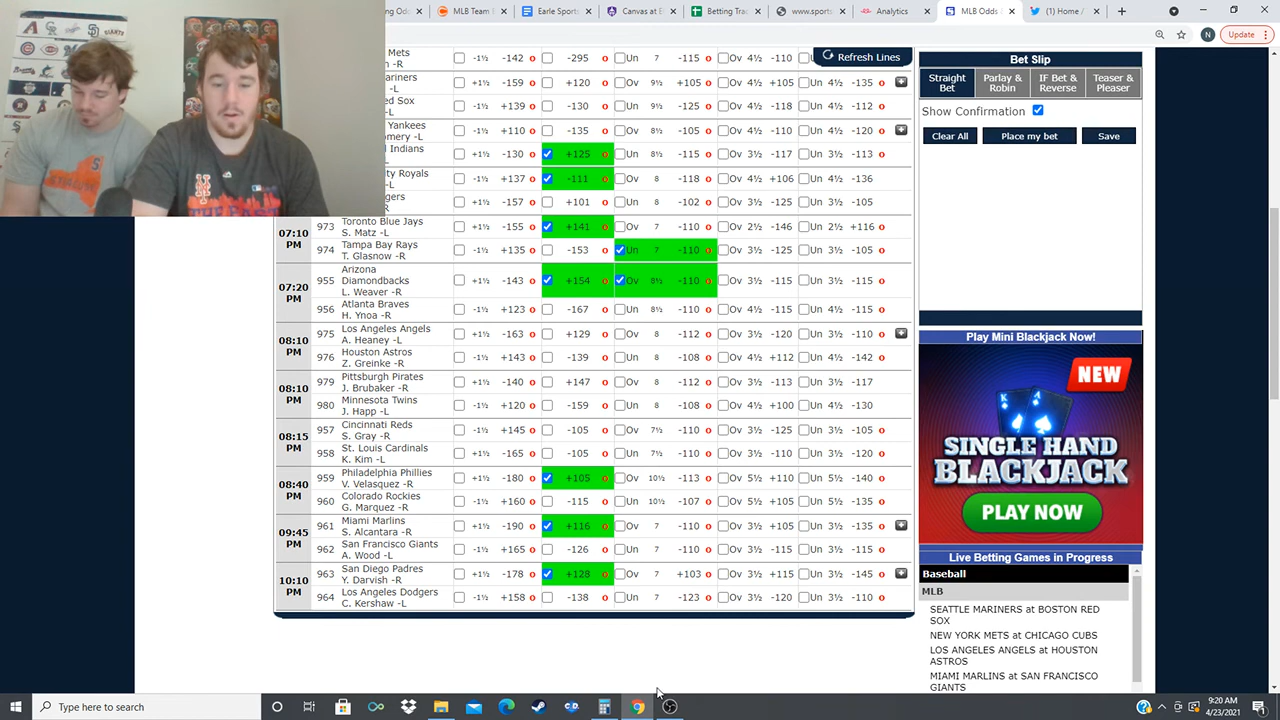 ing Od
MLB Team
Earle Sports
Canvas at E
Betting Tra
www.sports
Analytics
MLB Odds
(1) Home /
Update
Mets
-1½ -142 -295 Un 7 -115 Ov 4½ -110
Refresh Lines
ariners
-L
-1½ -159 +120 Ov 9½ +105 Ov 3½ +105 Un 4½ -135
ed Sox
-L
+1½ +139 -130 Un 9½ -125 Ov 4½ -118 Un 4½ -112
Yankees
omery -L
-1½ +110 -135 Ov 8½ -105 Ov 4½ -110 Un 4½ -120
Indians
-L
+1½ -130 +125 Un 8½ -115 Ov 3½ -117 Un 3½ -113
ty Royals
-L
+1½ +137 -111 Ov 8 -118 Ov 4½ +106 Un 4½ -136
gers
-R
-1½ -157 +101 Un 8 -102 Ov 3½ -125 Un 3½ -105
07:10 PM
973 Toronto Blue Jays
S. Matz -L
+1½ -155 +141 Ov 7 -110 Ov 2½ -146 Un 2½ +116
974 Tampa Bay Rays
T. Glasnow -R
-1½ +135 -153 Un 7 -110 Ov 3½ -125 Un 3½ -105
07:20 PM
955 Arizona
Diamondbacks
L. Weaver -R
+1½ -143 +154 Ov 8½ -110 Ov 3½ -115 Un 3½ -115
956 Atlanta Braves
H. Ynoa -R
-1½ +123 -167 Un 8½ -110 Ov 4½ -115 Un 4½ -115
08:10 PM
975 Los Angeles Angels
A. Heaney -L
+1½ -163 +129 Ov 8 -112 Ov 3½ -120 Un 3½ -110
976 Houston Astros
Z. Greinke -R
-1½ +143 -139 Un 8 -108 Ov 4½ +112 Un 4½ -142
08:10 PM
979 Pittsburgh Pirates
J. Brubaker -R
+1½ -140 +147 Ov 8 -112 Ov 3½ -113 Un 3½ -117
980 Minnesota Twins
J. Happ -L
-1½ +120 -159 Un 8 -108 Ov 4½ +100 Un 4½ -130
08:15 PM
957 Cincinnati Reds
S. Gray -R
-1½ +145 -105 Ov 7½ -110 Ov 3½ -125 Un 3½ -105
958 St. Louis Cardinals
K. Kim -L
+1½ -165 -105 Un 7½ -110 Ov 3½ -110 Un 3½ -120
08:40 PM
959 Philadelphia Phillies
V. Velasquez -R
+1½ -180 +105 Ov 10½ -113 Ov 5½ +110 Un 5½ -140
960 Colorado Rockies
G. Marquez -R
-1½ +160 -115 Un 10½ -107 Ov 5½ +105 Un 5½ -135
09:45 PM
961 Miami Marlins
S. Alcantara -R
+1½ -190 +116 Ov 7 -110 Ov 3½ +105 Un 3½ -135
962 San Francisco Giants
A. Wood -L
-1½ +165 -126 Un 7 -110 Ov 3½ -115 Un 3½ -115
10:10 PM
963 San Diego Padres
Y. Darvish -R
+1½ -178 +128 Ov 7 +103 Ov 3½ +115 Un 3½ -145
964 Los Angeles Dodgers
C. Kershaw -L
-1½ +158 -138 Un 7 -123 Ov 3½ -120 Un 3½ -110
Bet Slip
Straight Bet
Parlay & Robin
IF Bet & Reverse
Teaser & Pleaser
Show Confirmation
Clear All
Place my bet
Save
Play Mini Blackjack Now!
NEW
SINGLE HAND
BLACKJACK
PLAY NOW
Live Betting Games in Progress
Baseball
MLB
SEATTLE MARINERS at BOSTON RED
SOX
NEW YORK METS at CHICAGO CUBS
LOS ANGELES ANGELS at HOUSTON
ASTROS
MIAMI MARLINS at SAN FRANCISCO
GIANTS
Type here to search
9:20 AM
4/23/2021